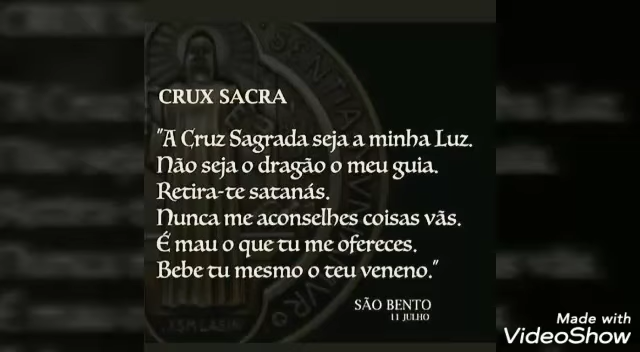 CRUX SACRA
"A Cruz Sagrada seja a minha Luz.
Não seja o dragão o meu guia.
Retira-te satanás.
Nunca me aconselhes coisas vãs.
É mau o que tu me ofereces.
Bebe tu mesmo o teu veneno."
SÃO BENTO
11 JULHO
Made with
VideoShow